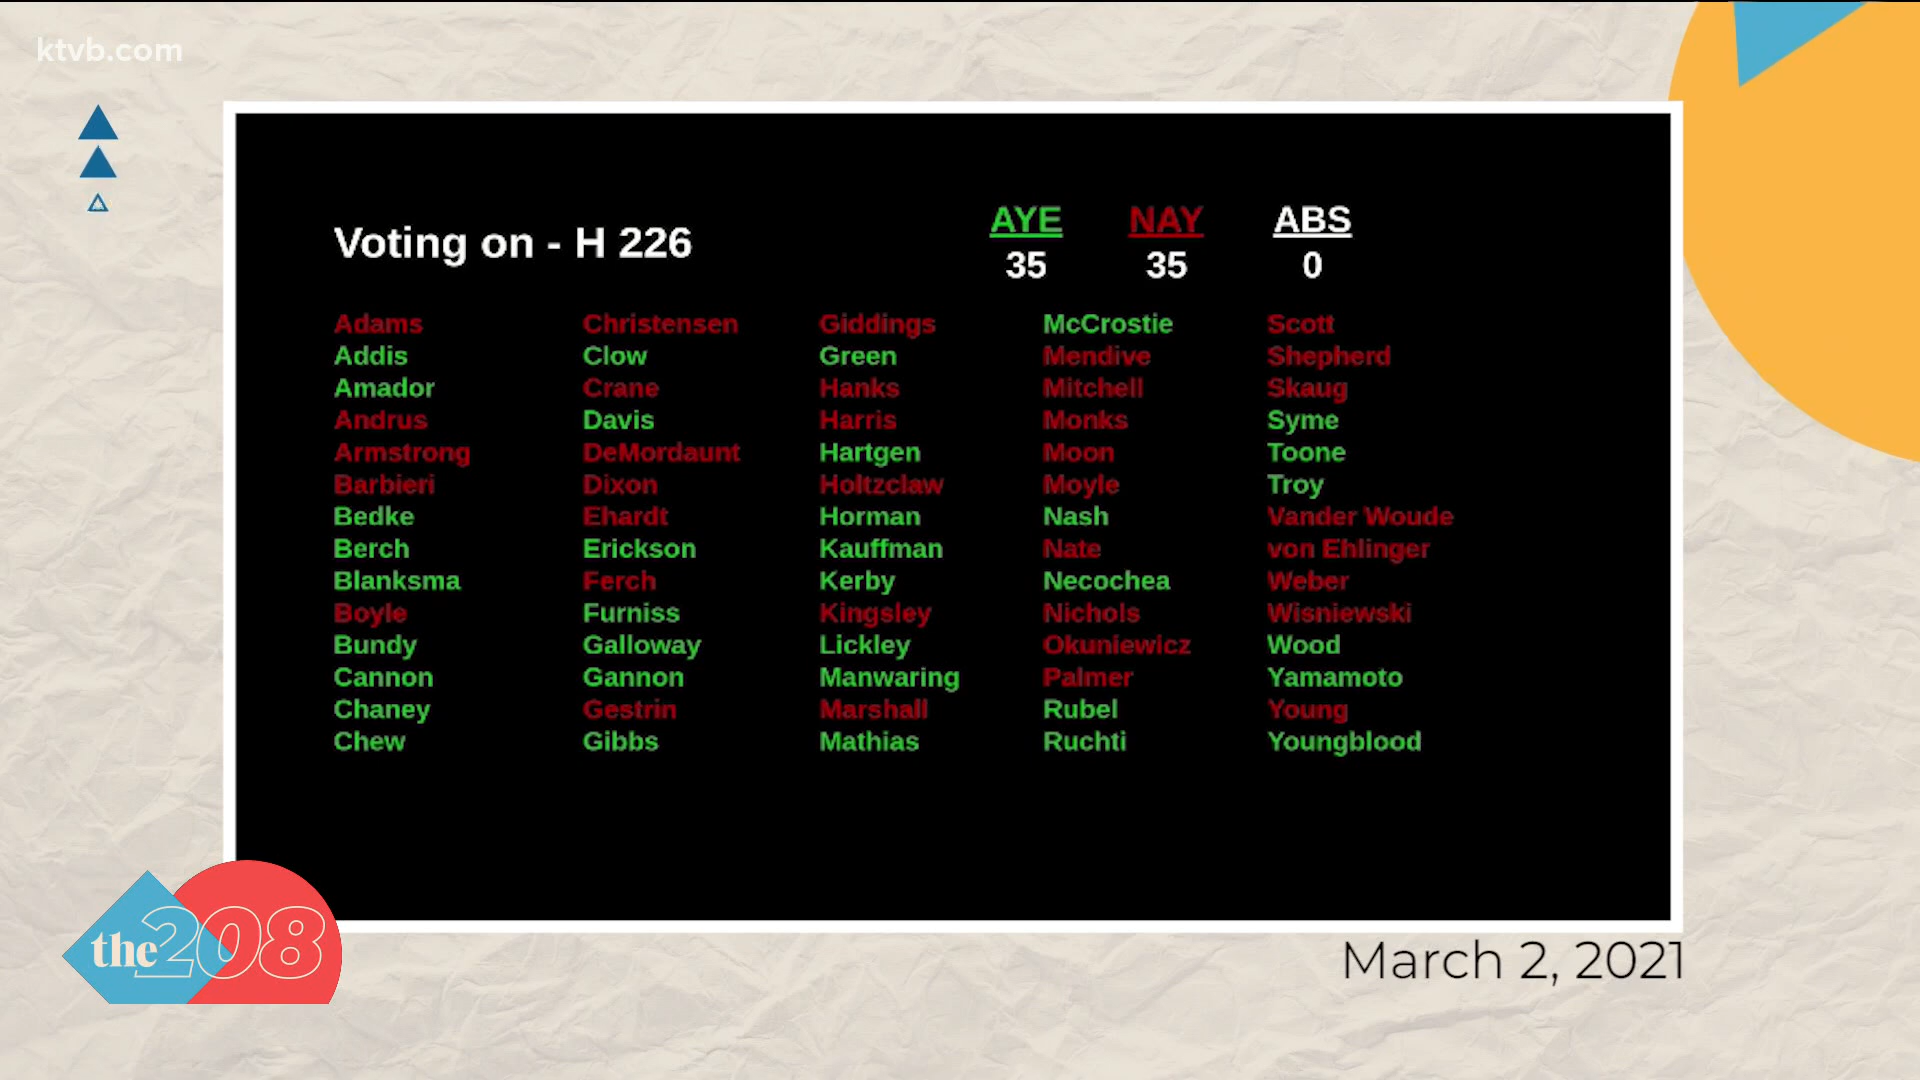 ktvb.com
Voting on - H 226
AYE NAY ABS
35 35 0
Adams Christensen Giddings McCrostie Scott
Addis Clow Green Mendive Shepherd
Amador Crane Hanks Mitchell Skaug
Andrus Davis Harris Monks Syme
Armstrong DeMordaunt Hartgen Moon Toone
Barbieri Dixon Holtzclaw Moyle Troy
Bedke Ehardt Horman Nash Vander Woude
Berch Erickson Kauffman Nate von Ehlinger
Blanksma Ferch Kerby Necochea Weber
Boyle Furniss Kingsley Nichols Wisniewski
Bundy Galloway Lickley Okuniewicz Wood
Cannon Gannon Manwaring Palmer Yamamoto
Chaney Gestrin Marshall Rubel Young
Chew Gibbs Mathias Ruchti Youngblood
the 208
March 2, 2021